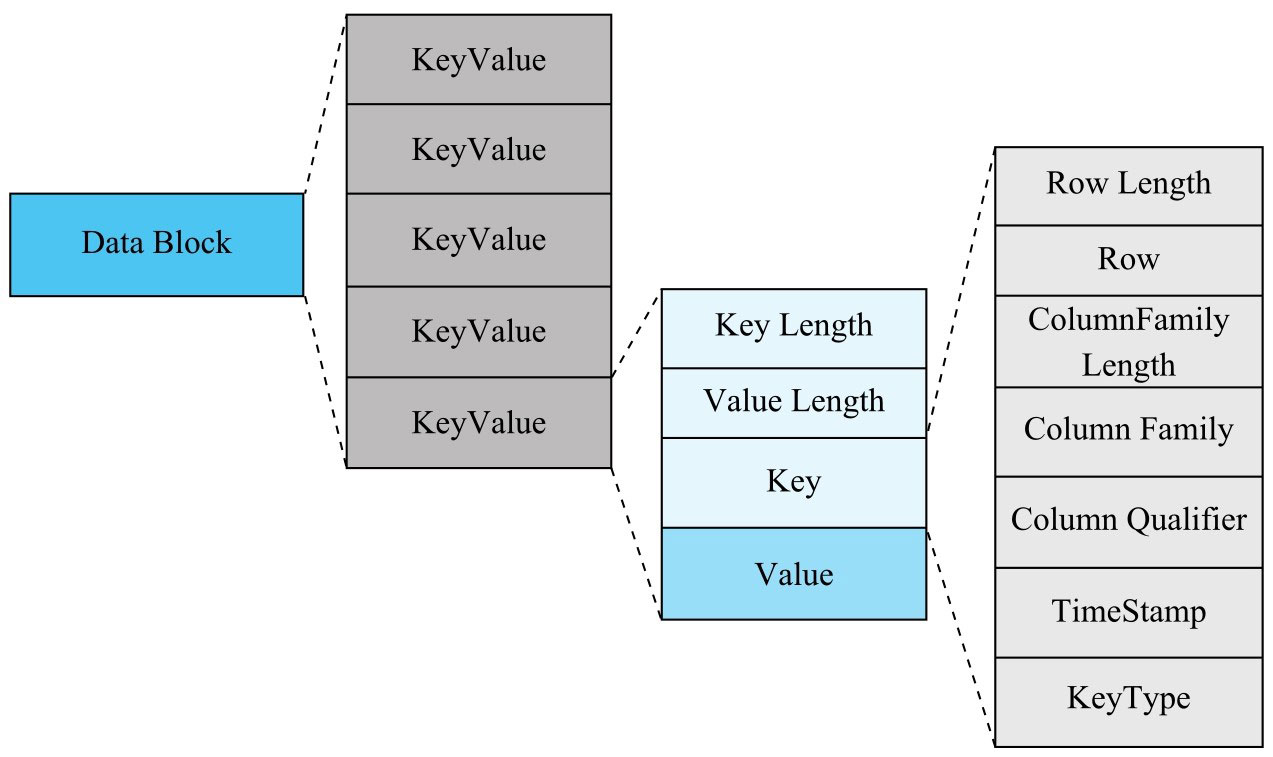 Data Block
KeyValue
KeyValue
KeyValue
KeyValue
KeyValue
Key Length
Value Length
Key
Value
Row Length
Row
ColumnFamily
Length
Column Family
Column Qualifier
TimeStamp
KeyType